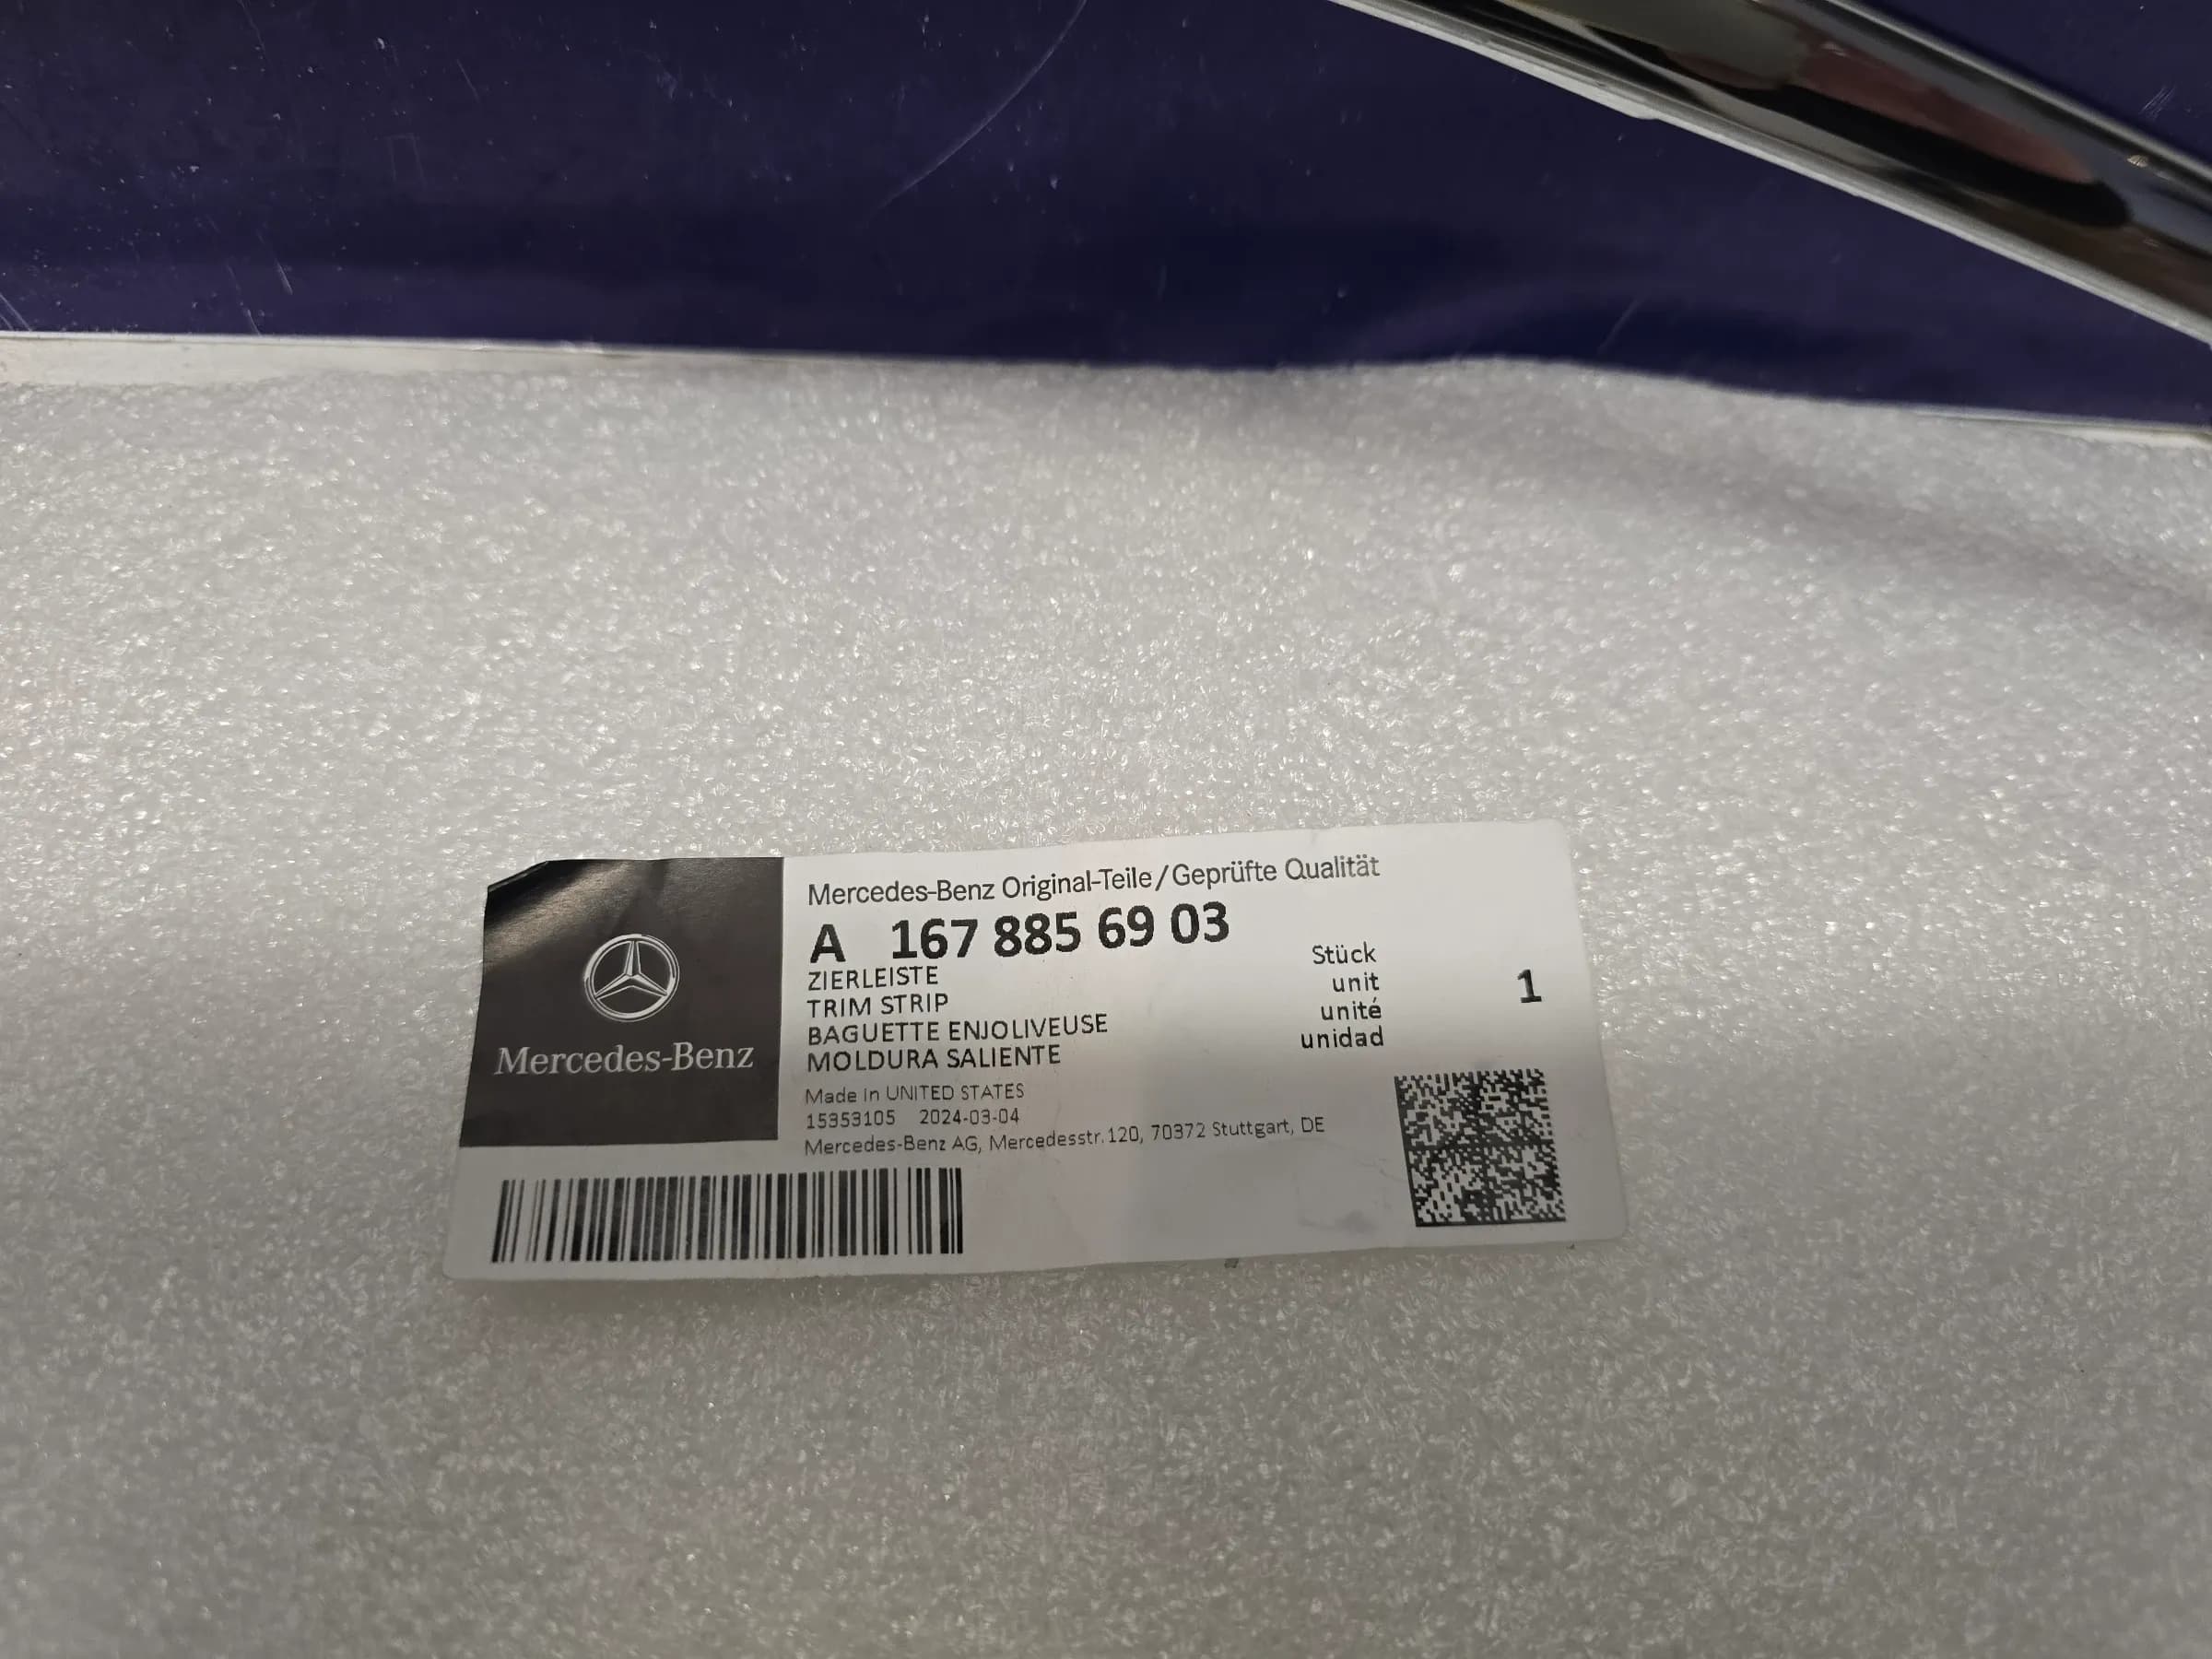 Mercedes-Benz
Mercedes-Benz Original-Teile/Geprüfte Qualität
A 167 885 69 03
ZIERLEISTE
TRIM STRIP
BAGUETTE ENJOLIVEUSE
MOLDURA SALIENTE
Stück
unit
unité
unidad
1
Made in UNITED STATES
15353105 2024-03-04
Mercedes-Benz AG, Mercedesstr.120, 70372 Stuttgart, DE